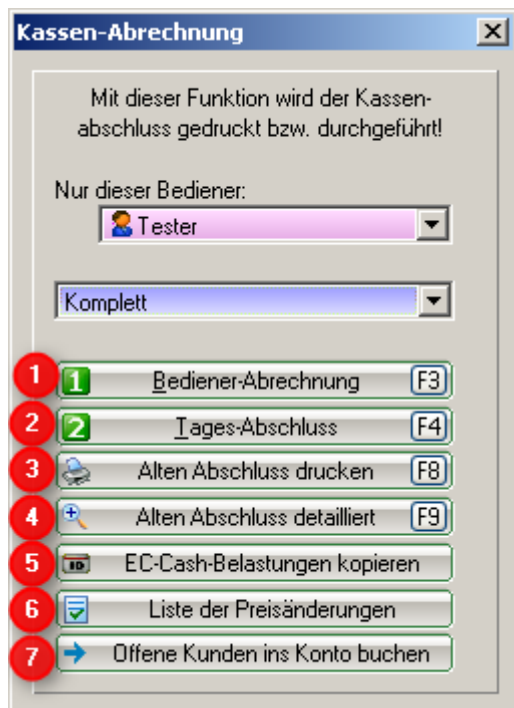 Kassen-Abrechnung
Mit dieser Funktion wird der Kassen-
abschluss gedruckt bzw. durchgeführt!
Nur dieser Bediener:
Tester
Komplett
1 1 Bediener-Abrechnung F3
2 2 Tages-Abschluss F4
3 Alten Abschluss drucken F8
4 Alten Abschluss detailliert F9
5 EC-Cash-Belastungen kopieren
6 Liste der Preisänderungen
7 Offene Kunden ins Konto buchen